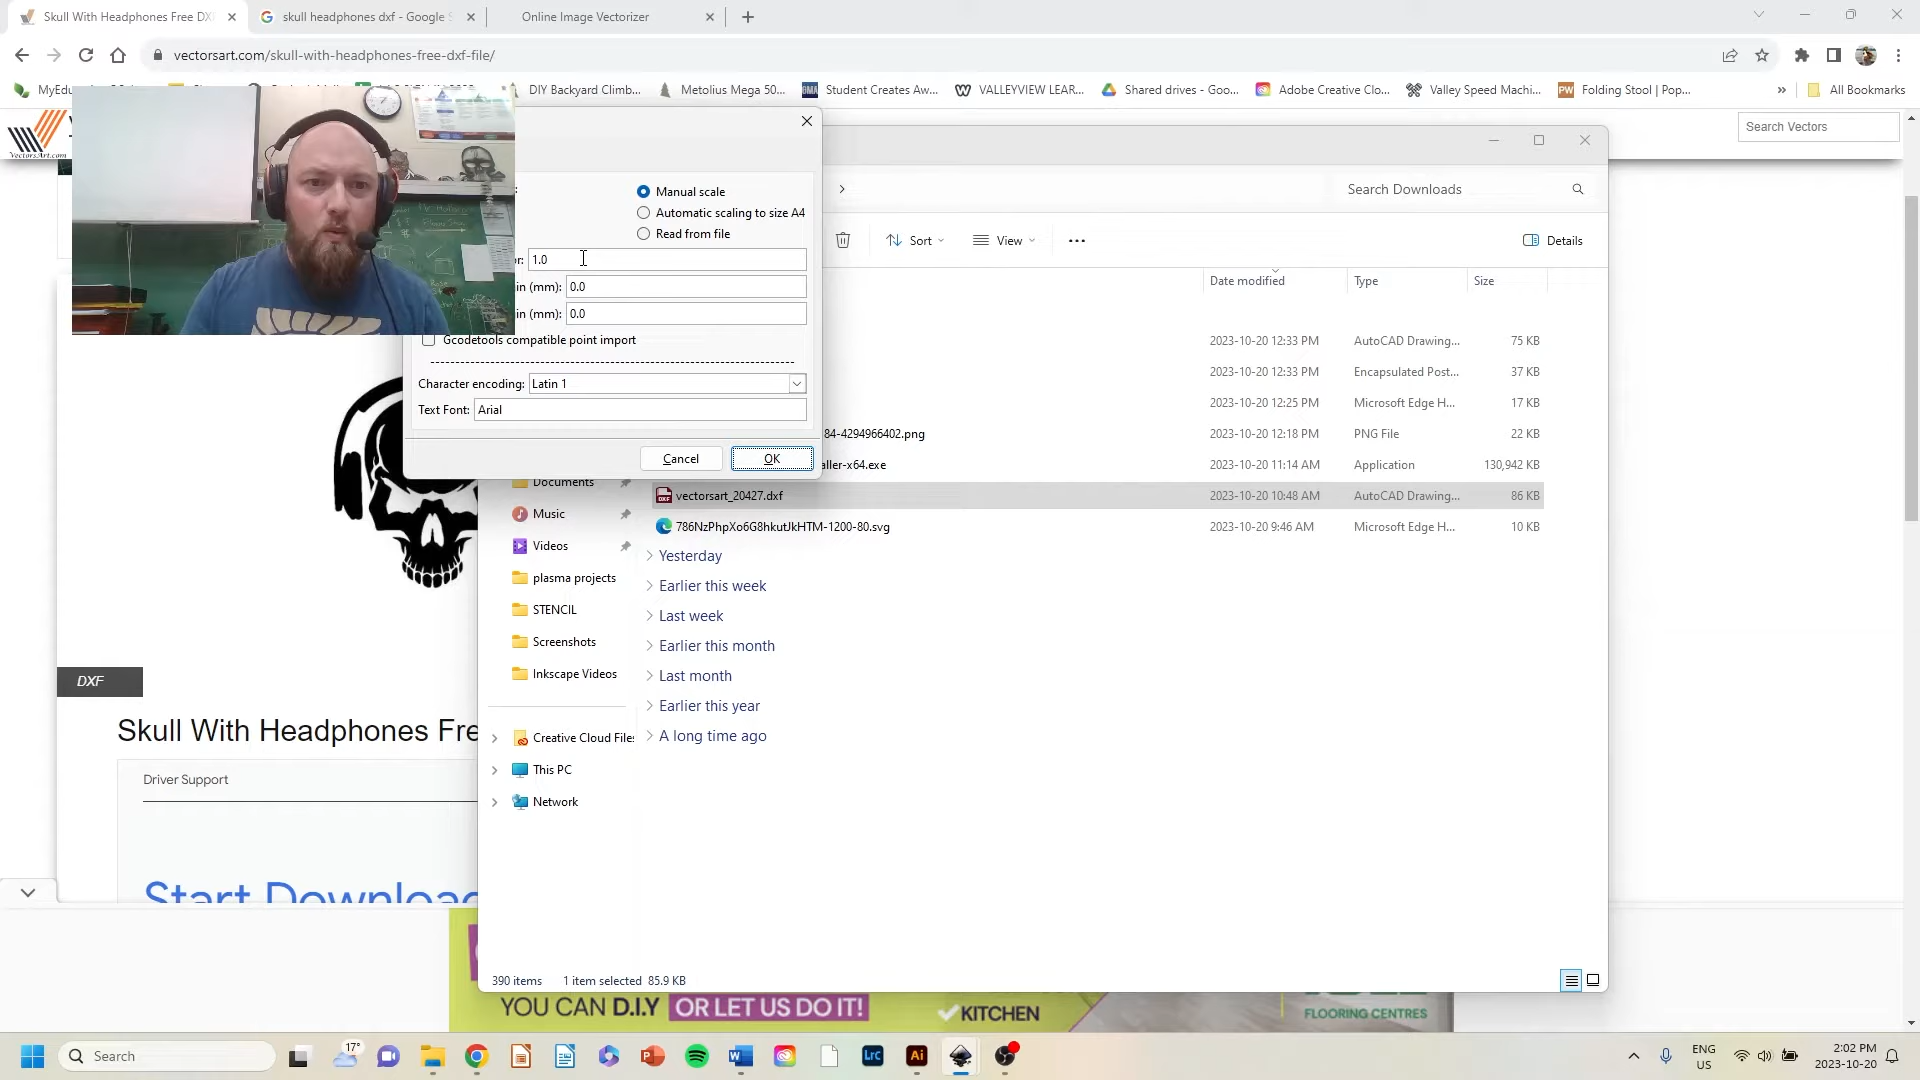 Skull With Headphones Free DX
skull headphones dxf - Google S
Online Image Vectorizer
vectorsart.com/skull-with-headphones-free-dxf-file/
DIY Backyard Climb...
Metolius Mega 50...
Student Creates Aw...
VALLEYVIEW LEAR...
Shared drives - Goo...
Adobe Creative Clo...
Valley Speed Machi...
Folding Stool | Pop...
All Bookmarks
VectorsArt.com
Search Vectors
Manual scale
Automatic scaling to size A4
Read from file
or: 1.0
in (mm): 0.0
in (mm): 0.0
Gcodetools compatible point import
Character encoding: Latin 1
Text Font: Arial
Cancel
OK
Search Downloads
Sort
View
Details
Date modified
Type
Size
2023-10-20 12:33 PM AutoCAD Drawing... 75 KB
2023-10-20 12:33 PM Encapsulated Post... 37 KB
2023-10-20 12:25 PM Microsoft Edge H... 17 KB
84-4294966402.png 2023-10-20 12:18 PM PNG File 22 KB
aller-x64.exe 2023-10-20 11:14 AM Application 130,942 KB
vectorsart_20427.dxf 2023-10-20 10:48 AM AutoCAD Drawing... 86 KB
786NzPhpXo6G8hkutJkHTM-1200-80.svg 2023-10-20 9:46 AM Microsoft Edge H... 10 KB
Yesterday
Earlier this week
Last week
Earlier this month
Last month
Earlier this year
A long time ago
Documents
Music
Videos
plasma projects
STENCIL
Screenshots
Inkscape Videos
Creative Cloud Files
This PC
Network
390 items 1 item selected 85.9 KB
DXF
Skull With Headphones Fre
Driver Support
Start Download
YOU CAN D.I.Y OR LET US DO IT!
KITCHEN
FLOORING CENTRES
Search
17°
Lrc
Ai
ENG
US
2:02 PM
2023-10-20